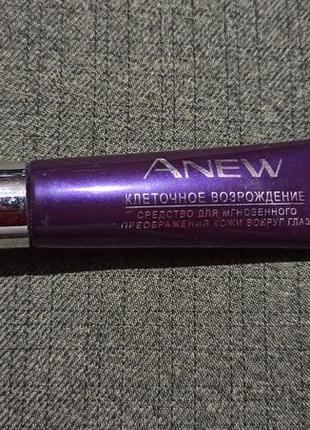 ANEW
КЛЕТОЧНОЕ ВОЗРОЖДЕНИЕ
СРЕДСТВО ДЛЯ МГНОВЕННОГО
ПРЕОБРАЖЕНИЯ КОЖИ ВОКРУГ ГЛАЗ